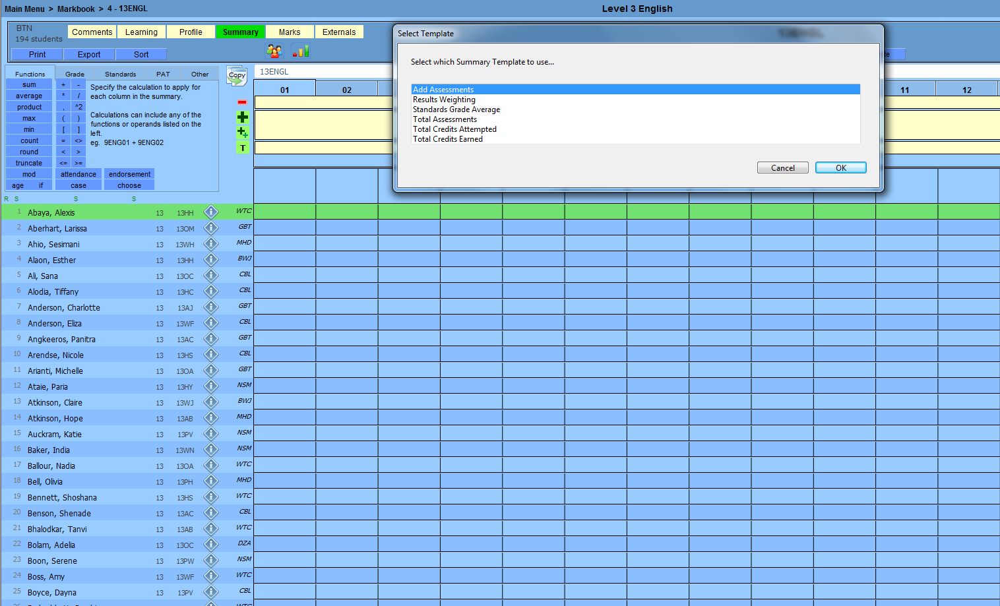 Main Menu > Markbook > 4 - 13ENGL
Level 3 English
BTN
194 students
Comments Learning Profile Summary Marks Externals
Print Export Sort
Functions Grade Standards PAT Other
sum + -
average * /
product , ^2
max ( )
min [ ]
count = <>
round < >
truncate <= >=
mod attendance endorsement
age if case choose
Specify the calculation to apply for
each column in the summary.
Calculations can include any of the
functions or operands listed on the
left.
eg. 9ENG01 + 9ENG02
Copy
T
13ENGL
01 02 11 12
Select Template
Select which Summary Template to use...
Add Assessments
Results Weighting
Standards Grade Average
Total Assessments
Total Credits Attempted
Total Credits Earned
Cancel OK
R S S S
1 Abaya, Alexis 13 13HH WTC
2 Aberhart, Larissa 13 13OM GBT
3 Ahio, Sesimani 13 13WH MHD
4 Alaon, Esther 13 13HH BWJ
5 Ali, Sana 13 13OC CBL
6 Alodia, Tiffany 13 13HC CBL
7 Anderson, Charlotte 13 13AJ GBT
8 Anderson, Eliza 13 13WF CBL
9 Angkeeros, Panitra 13 13AC GBT
10 Arendse, Nicole 13 13HS CBL
11 Arianti, Michelle 13 13OA GBT
12 Ataie, Paria 13 13HY NSM
13 Atkinson, Claire 13 13WJ BWJ
14 Atkinson, Hope 13 13AB MHD
15 Auckram, Katie 13 13PV NSM
16 Baker, India 13 13WN NSM
17 Ballour, Nadia 13 13OA WTC
18 Bell, Olivia 13 13PH MHD
19 Bennett, Shoshana 13 13HS WTC
20 Benson, Shenade 13 13AC CBL
21 Bhalodkar, Tanvi 13 13AB WTC
22 Bolam, Adelia 13 13OC DZA
23 Boon, Serene 13 13PW NSM
24 Boss, Amy 13 13WF WTC
25 Boyce, Dayna 13 13PV CBL